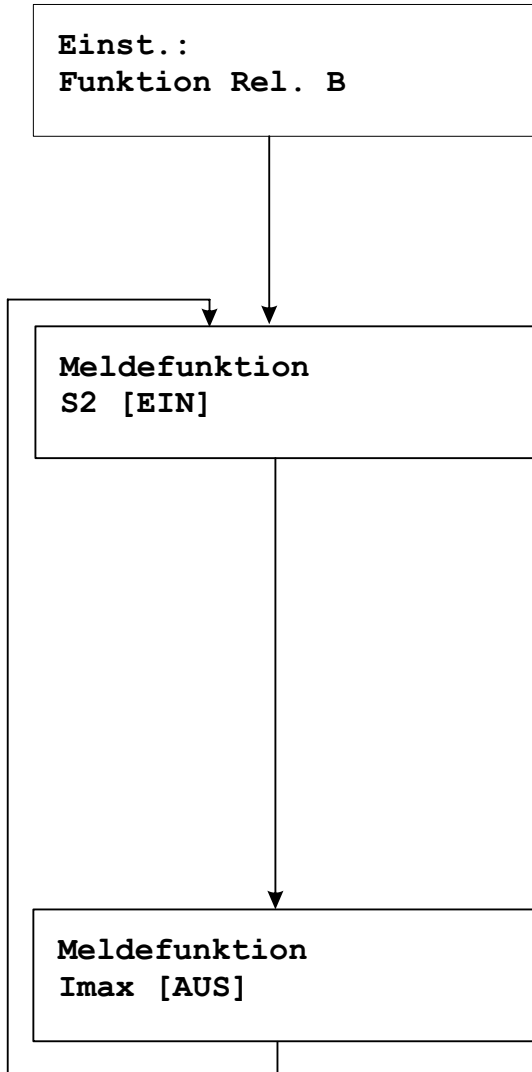 Einst.:
Funktion Rel. B
Meldefunktion
S2 [EIN]
Meldefunktion
Imax [AUS]